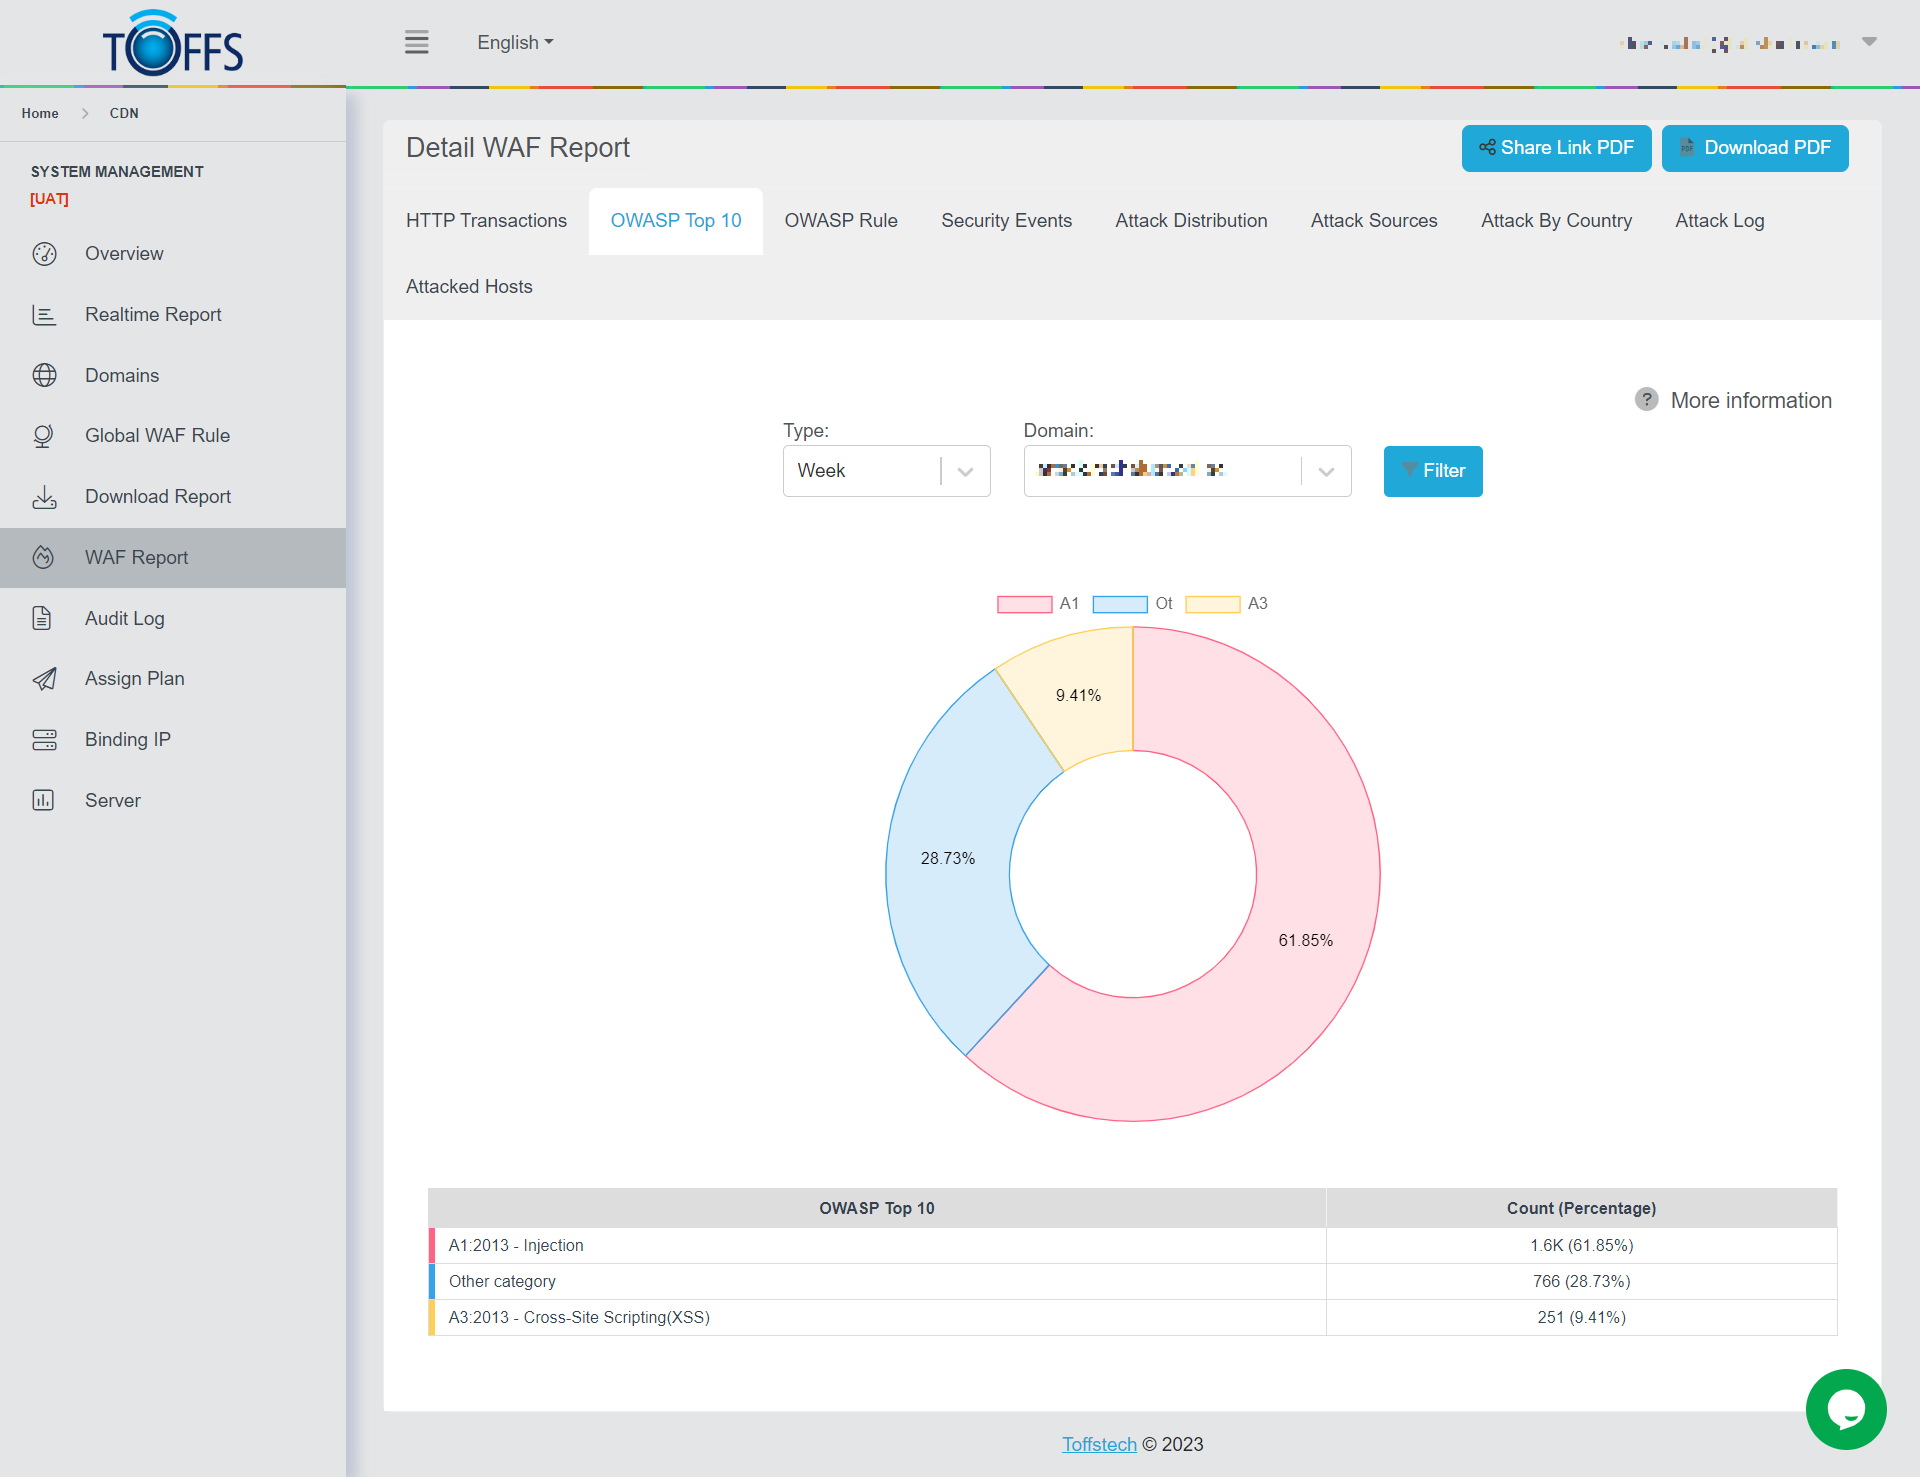 TOFFS
English
Home
CDN
SYSTEM MANAGEMENT
[UAT]
Overview
Realtime Report
Domains
Global WAF Rule
Download Report
WAF Report
Audit Log
Assign Plan
Binding IP
Server
Detail WAF Report
Share Link PDF
PDF Download PDF
HTTP Transactions OWASP Top 10 OWASP Rule Security Events Attack Distribution Attack Sources Attack By Country Attack Log
Attacked Hosts
? More information
Type: Domain:
Week
Filter
A1 Ot A3
9.41%
28.73%
61.85%
OWASP Top 10 Count (Percentage)
A1:2013 - Injection 1.6K (61.85%)
Other category 766 (28.73%)
A3:2013 - Cross-Site Scripting(XSS) 251 (9.41%)
Toffstech © 2023